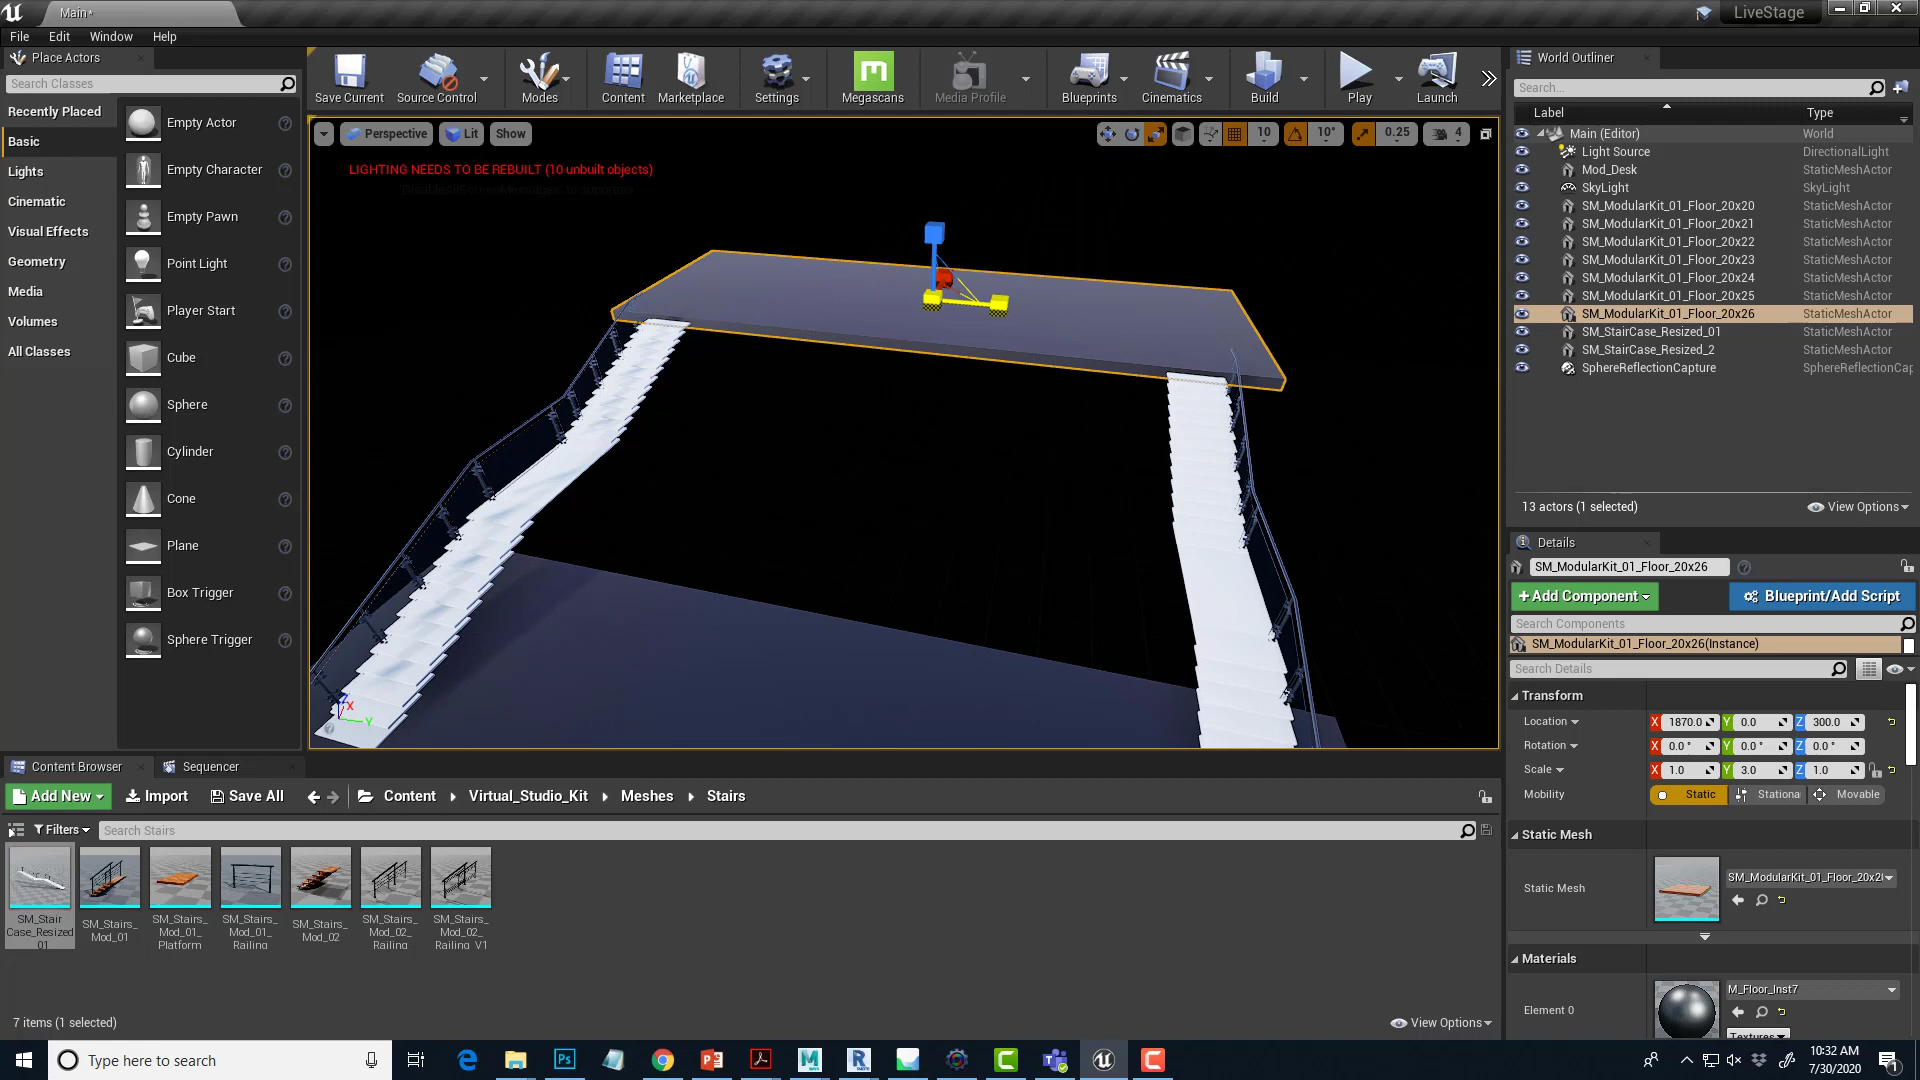 Main*
LiveStage
File Edit Window Help
Place Actors
Search Classes
Recently Placed
Basic
Lights
Cinematic
Visual Effects
Geometry
Media
Volumes
All Classes
Empty Actor
Empty Character
Empty Pawn
Point Light
Player Start
Cube
Sphere
Cylinder
Cone
Plane
Box Trigger
Sphere Trigger
Save Current Source Control Modes Content Marketplace Settings Megascans Media Profile Blueprints Cinematics Build Play Launch
Perspective Lit Show
10 10° 0.25 4
LIGHTING NEEDS TO BE REBUILT (10 unbuilt objects)
'DisableAllScreenMessages' to suppress
Z X Y
World Outliner
Search...
Label Type
Main (Editor) World
Light Source DirectionalLight
Mod_Desk StaticMeshActor
SkyLight SkyLight
SM_ModularKit_01_Floor_20x20 StaticMeshActor
SM_ModularKit_01_Floor_20x21 StaticMeshActor
SM_ModularKit_01_Floor_20x22 StaticMeshActor
SM_ModularKit_01_Floor_20x23 StaticMeshActor
SM_ModularKit_01_Floor_20x24 StaticMeshActor
SM_ModularKit_01_Floor_20x25 StaticMeshActor
SM_ModularKit_01_Floor_20x26 StaticMeshActor
SM_StairCase_Resized_01 StaticMeshActor
SM_StairCase_Resized_2 StaticMeshActor
SphereReflectionCapture SphereReflectionCap
13 actors (1 selected) View Options
Details
SM_ModularKit_01_Floor_20x26
+Add Component Blueprint/Add Script
Search Components
SM_ModularKit_01_Floor_20x26(Instance)
Search Details
Transform
Location X 1870.0 Y 0.0 Z 300.0
Rotation X 0.0 ° Y 0.0 ° Z 0.0 °
Scale X 1.0 Y 3.0 Z 1.0
Mobility Static Stationa Movable
Static Mesh
Static Mesh SM_ModularKit_01_Floor_20x2
Materials
Element 0 M_Floor_Inst7
Textures
Content Browser Sequencer
Add New Import Save All Content Virtual_Studio_Kit Meshes Stairs
Filters Search Stairs
SM_Stair
Case_Resized_
01
SM_Stairs_
Mod_01
SM_Stairs_
Mod_01_
Platform
SM_Stairs_
Mod_01_
Railing
SM_Stairs_
Mod_02
SM_Stairs_
Mod_02_
Railing
SM_Stairs_
Mod_02_
Railing_V1
7 items (1 selected) View Options
Type here to search
10:32 AM
7/30/2020